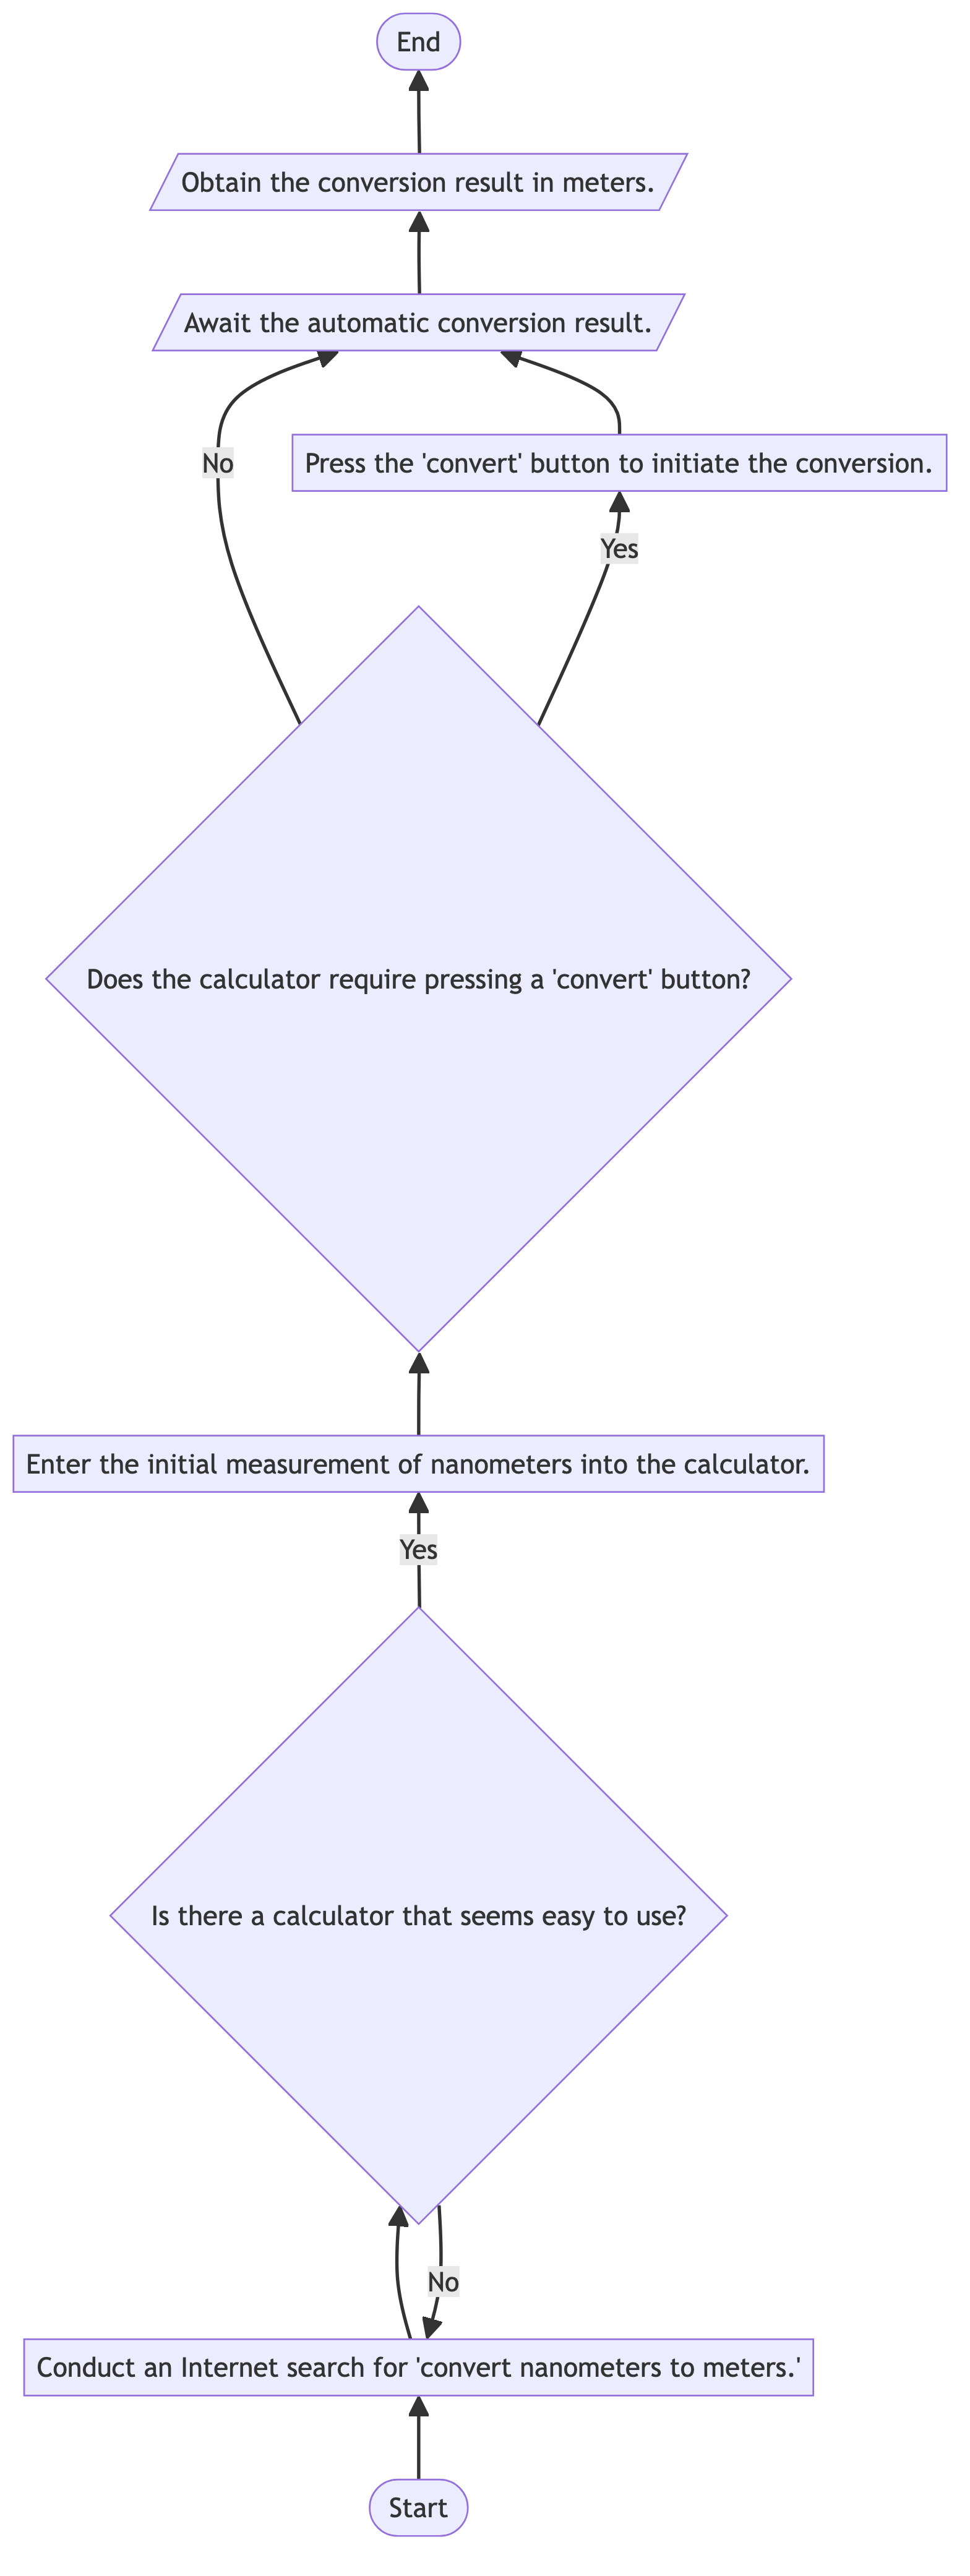 End
Obtain the conversion result in meters.
Await the automatic conversion result.
No
Press the 'convert' button to initiate the conversion.
Yes
Does the calculator require pressing a 'convert' button?
Enter the initial measurement of nanometers into the calculator.
Yes
Is there a calculator that seems easy to use?
No
Conduct an Internet search for 'convert nanometers to meters.'
Start